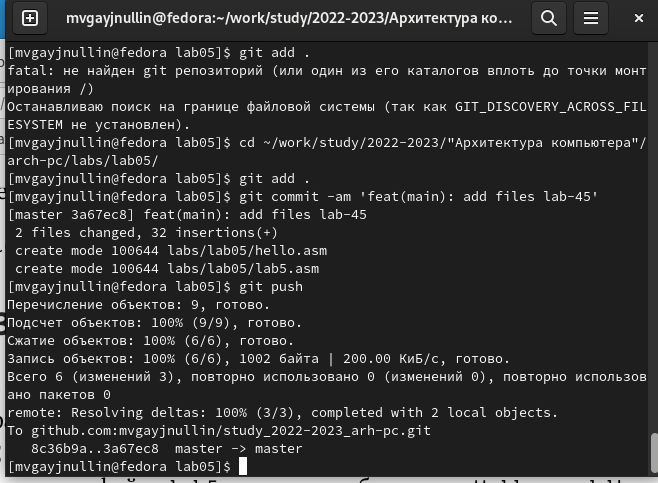 mvgayjnullin@fedora:~/work/study/2022-2023/Архитектура ко...
[mvgayjnullin@fedora lab05]$ git add .
fatal: не найден git репозиторий (или один из его каталогов вплоть до точки монт
ирования /)
Останавливаю поиск на границе файловой системы (так как GIT_DISCOVERY_ACROSS_FIL
ESYSTEM не установлен).
[mvgayjnullin@fedora lab05]$ cd ~/work/study/2022-2023/"Архитектура компьютера"/
arch-pc/labs/lab05/
[mvgayjnullin@fedora lab05]$ git add .
[mvgayjnullin@fedora lab05]$ git commit -am 'feat(main): add files lab-45'
[master 3a67ec8] feat(main): add files lab-45
 2 files changed, 32 insertions(+)
 create mode 100644 labs/lab05/hello.asm
 create mode 100644 labs/lab05/lab5.asm
[mvgayjnullin@fedora lab05]$ git push
Перечисление объектов: 9, готово.
Подсчет объектов: 100% (9/9), готово.
Сжатие объектов: 100% (6/6), готово.
Запись объектов: 100% (6/6), 1002 байта | 200.00 КиБ/с, готово.
Всего 6 (изменений 3), повторно использовано 0 (изменений 0), повторно использов
ано пакетов 0
remote: Resolving deltas: 100% (3/3), completed with 2 local objects.
To github.com:mvgayjnullin/study_2022-2023_arh-pc.git
   8c36b9a..3a67ec8  master -> master
[mvgayjnullin@fedora lab05]$